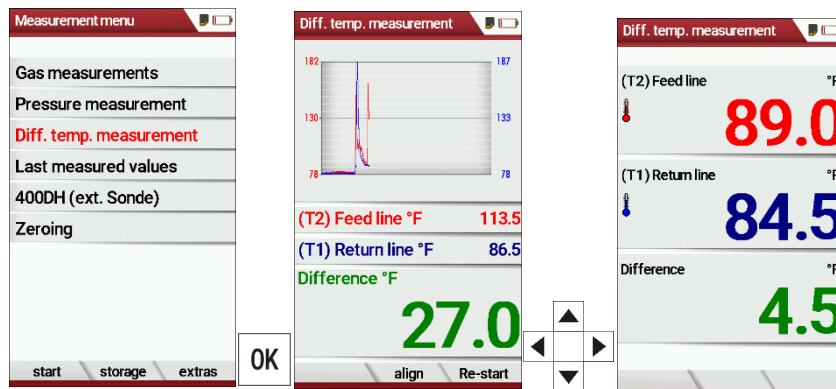 Measurement menu
Gas measurements
Pressure measurement
Diff. temp. measurement
Last measured values
400DH (ext. Sonde)
Zeroing
start storage extras
OK
Diff. temp. measurement
182 187
130 133
78 78
(T2) Feed line °F 113.5
(T1) Return line °F 86.5
Difference °F
27.0
align Re-start
Diff. temp. measurement
(T2) Feed line °F
89.0
(T1) Return line °F
84.5
Difference °F
4.5